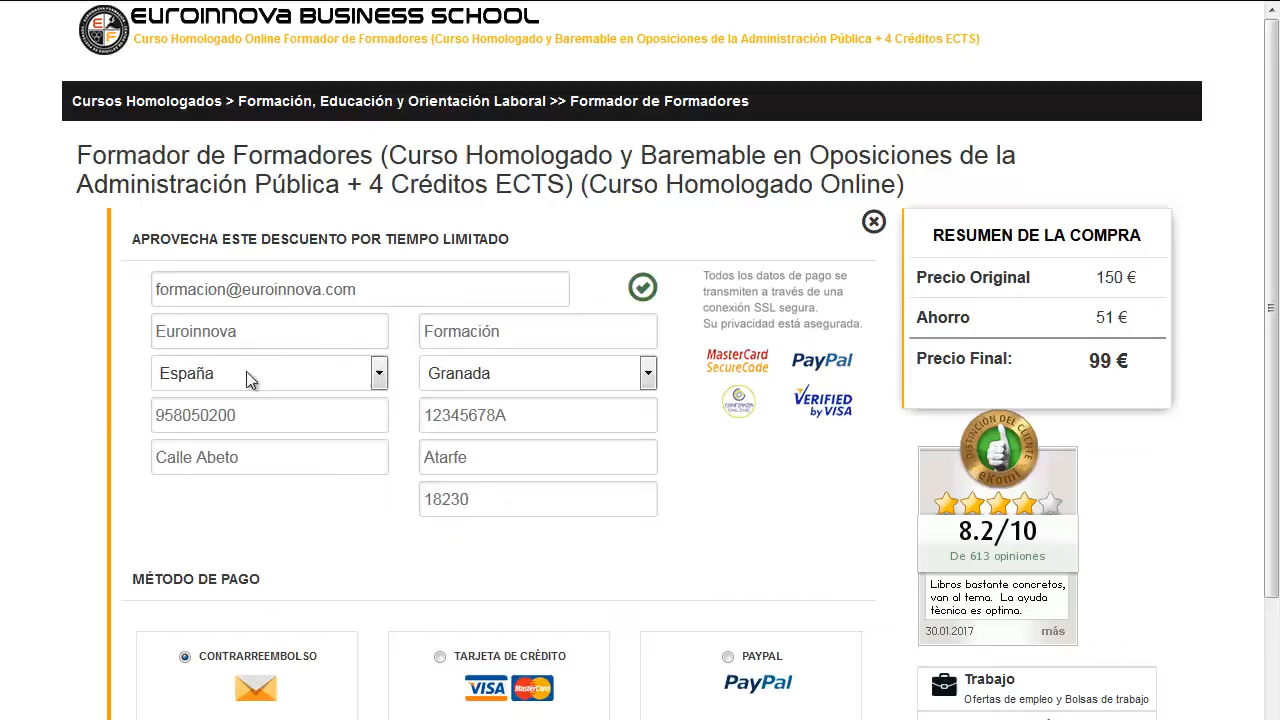 EUROINNOVA BUSINESS SCHOOL
Curso Homologado Online Formador de Formadores (Curso Homologado y Baremable en Oposiciones de la Administración Pública + 4 Créditos ECTS)
Cursos Homologados > Formación, Educación y Orientación Laboral >> Formador de Formadores
Formador de Formadores (Curso Homologado y Baremable en Oposiciones de la
Administración Pública + 4 Créditos ECTS) (Curso Homologado Online)
APROVECHA ESTE DESCUENTO POR TIEMPO LIMITADO
formacion@euroinnova.com
Euroinnova
Formación
España
Granada
958050200
12345678A
Calle Abeto
Atarfe
18230
Todos los datos de pago se
transmiten a través de una
conexión SSL segura.
Su privacidad está asegurada.
MasterCard
SecureCode
PayPal
CONFIANZA
ONLINE
VERIFIED
by VISA
MÉTODO DE PAGO
CONTRARREEMBOLSO
TARJETA DE CRÉDITO
VISA
MasterCard
PAYPAL
PayPal
RESUMEN DE LA COMPRA
Precio Original 150 €
Ahorro 51 €
Precio Final: 99 €
DISTINCIÓN DEL CLIENTE
eKomi
8.2/10
De 613 opiniones
Libros bastante concretos,
van al tema. La ayuda
tècnica es optima.
30.01.2017 más
Trabajo
Ofertas de empleo y Bolsas de trabajo